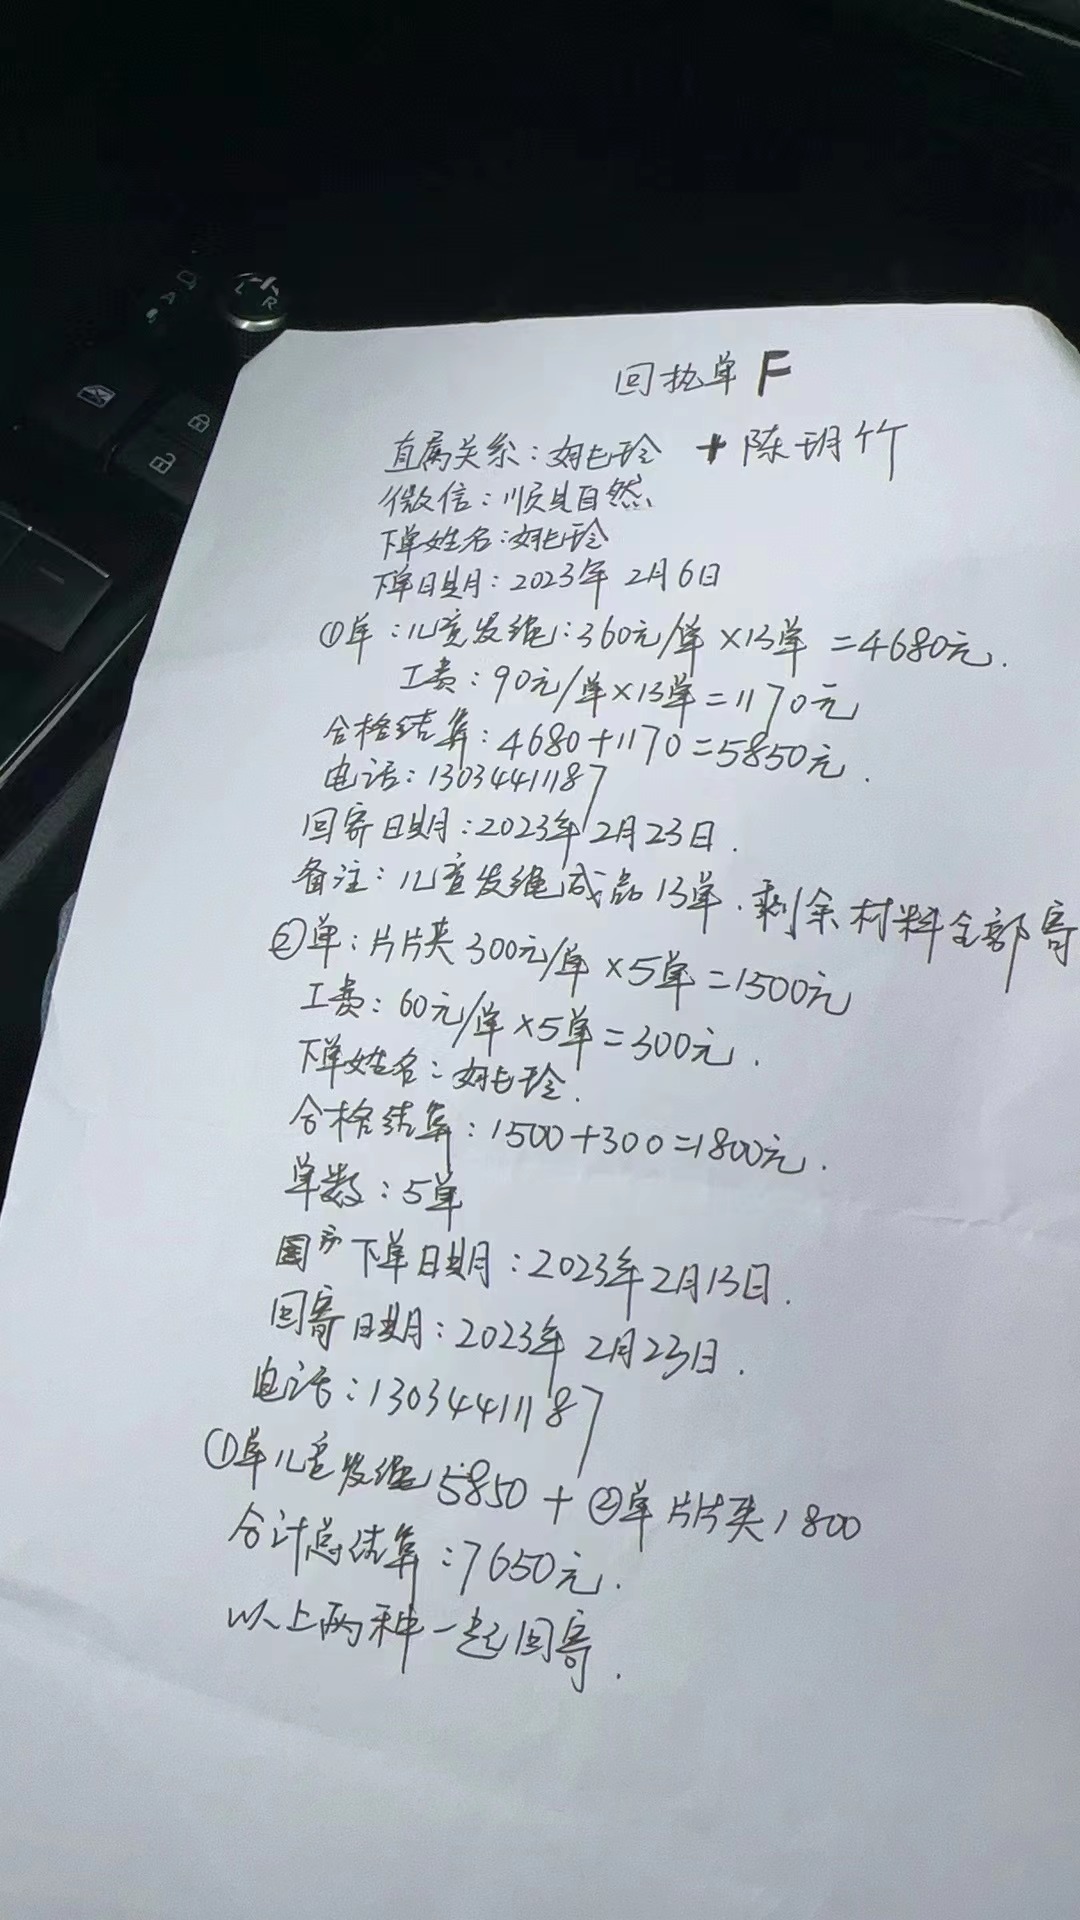 回执单 F
直属关系：姚玲 + 陈玥竹
微信：顺其自然
下单姓名：姚玲
下单日期：2023年2月6日
①单：儿童发绳：360元/单×13单=4680元.
工费：90元/单×13单=1170元
合格结算：4680+1170=5850元.
电话：13034411187
回寄日期：2023年2月23日.
备注：儿童发绳成品13单.剩余材料全部寄
②单：片片夹300元/单×5单=1500元
工费：60元/单×5单=300元.
下单姓名：姚玲.
合格结算：1500+300=1800元.
单数：5单
下单日期：2023年2月13日.
回寄日期：2023年2月23日.
电话：13034411187
①单儿童发绳5850+②单片片夹1800
合计总结算：7650元.
以上两种一起回寄.
L R
A